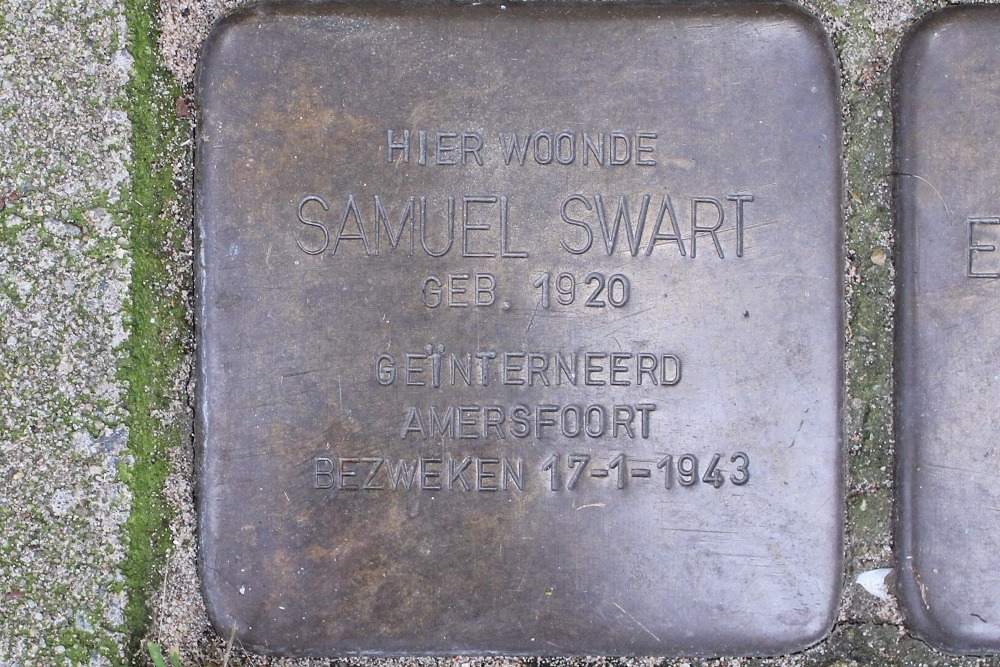 HIER WOONDE
SAMUEL SWART
GEB. 1920
GEÏNTERNEERD
AMERSFOORT
BEZWEKEN 17-1-1943
E